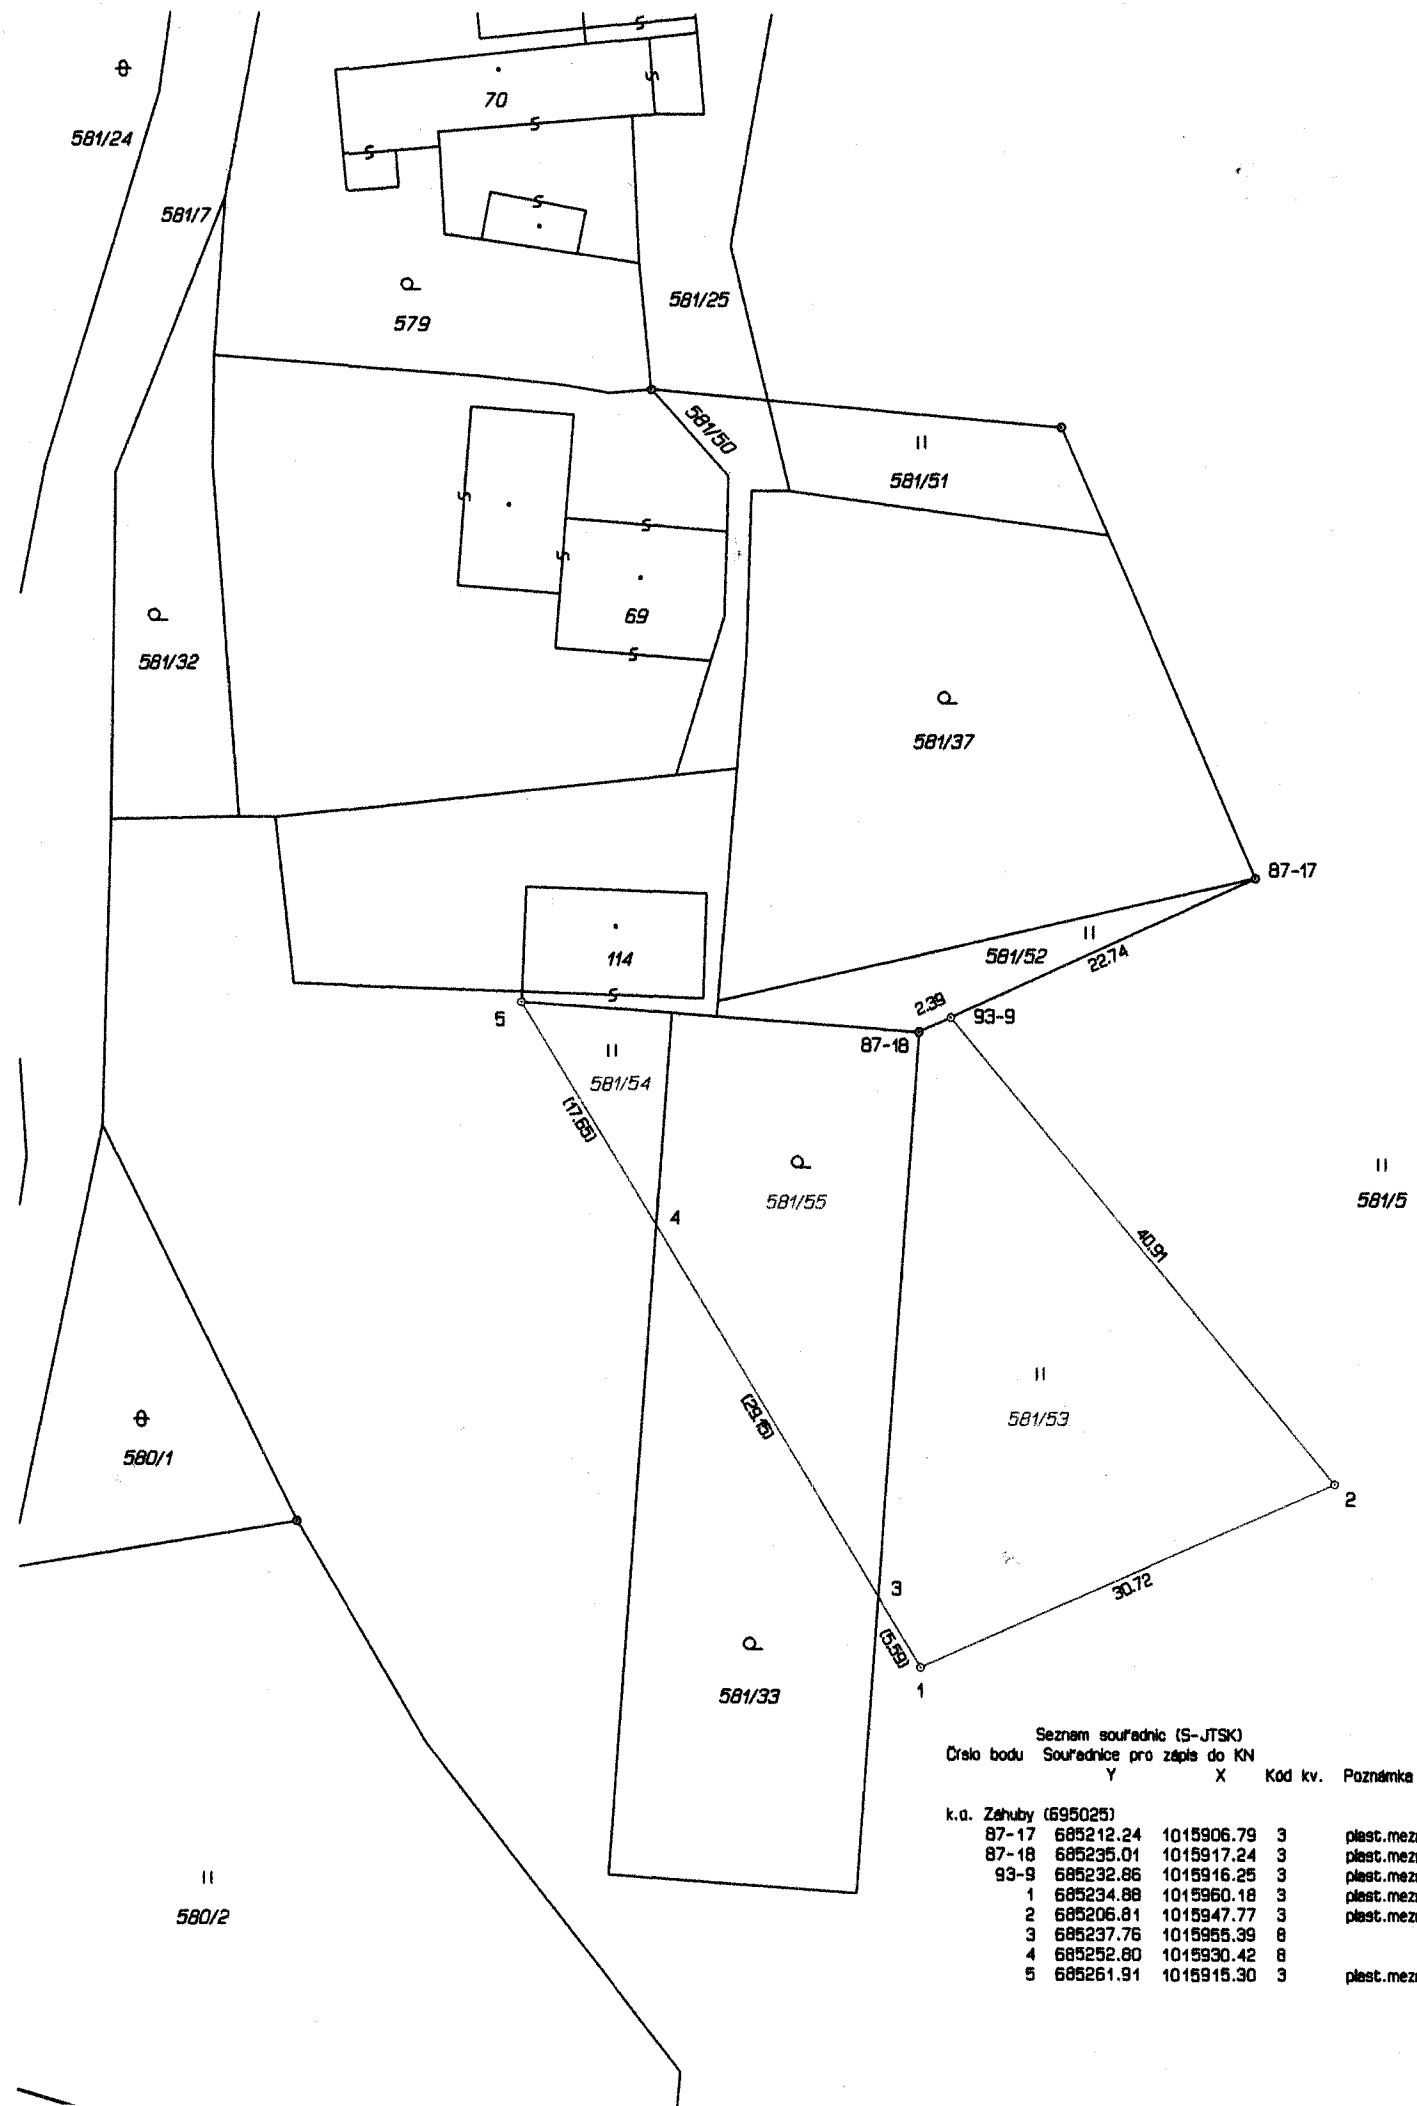 70
581/24
581/7
581/25
579
581/50
581/51
69
581/32
581/37
87-17
114
581/52
22.74
2.39
93-9
5
87-18
581/54
(17.65)
581/55
581/5
4
40.91
(29.15)
581/53
580/1
2
3
30.72
(5.59)
581/33
1
580/2
Seznam souřadnic (S-JTSK)
Číslo bodu Souřadnice pro zápis do KN
Y X Kód kv. Poznámka
k.ú. Záhuby (695025)
87-17 685212.24 1015906.79 3
87-18 685235.01 1015917.24 3
93-9 685232.86 1015916.25 3
1 685234.88 1015960.18 3
2 685206.81 1015947.77 3
3 685237.76 1015955.39 8
4 685252.80 1015930.42 8
5 685261.91 1015915.30 3